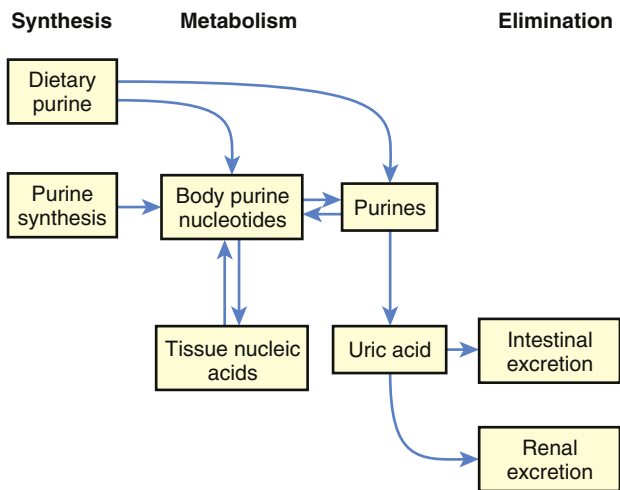 Synthesis
Metabolism
Elimination
Dietary
purine
Purine
synthesis
Body purine
nucleotides
Purines
Tissue nucleic
acids
Uric acid
Intestinal
excretion
Renal
excretion